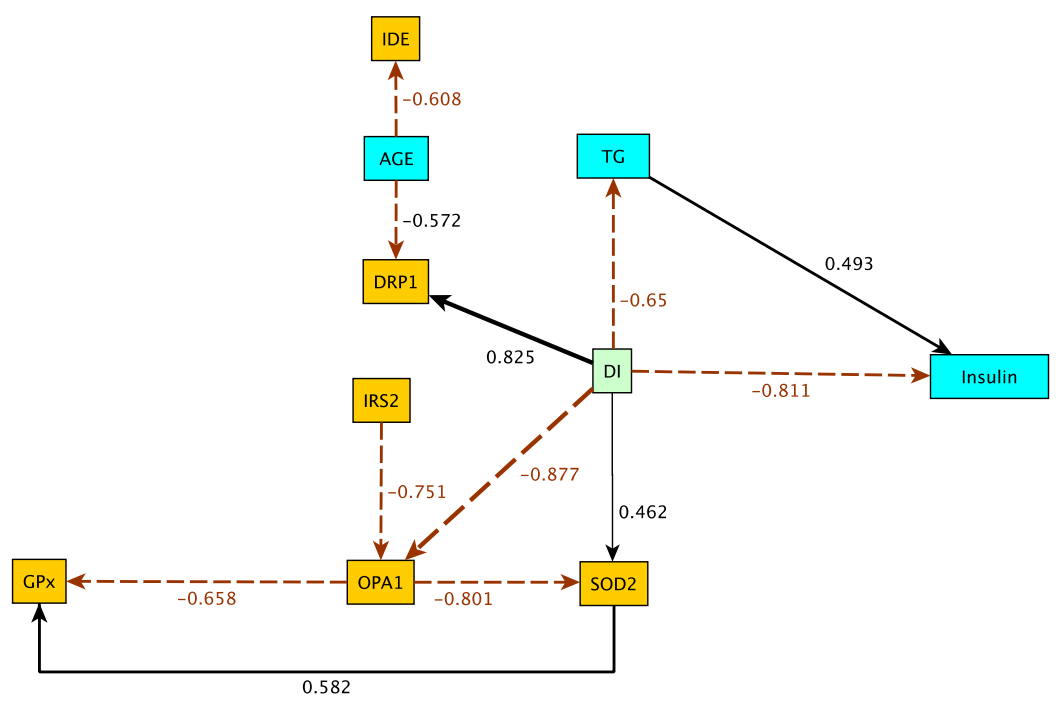 IDE
−0.608
AGE
TG
−0.572
0.493
DRP1
−0.65
0.825
DI
Insulin
−0.811
IRS2
−0.877
−0.751
0.462
GPx
OPA1
SOD2
−0.658
−0.801
0.582